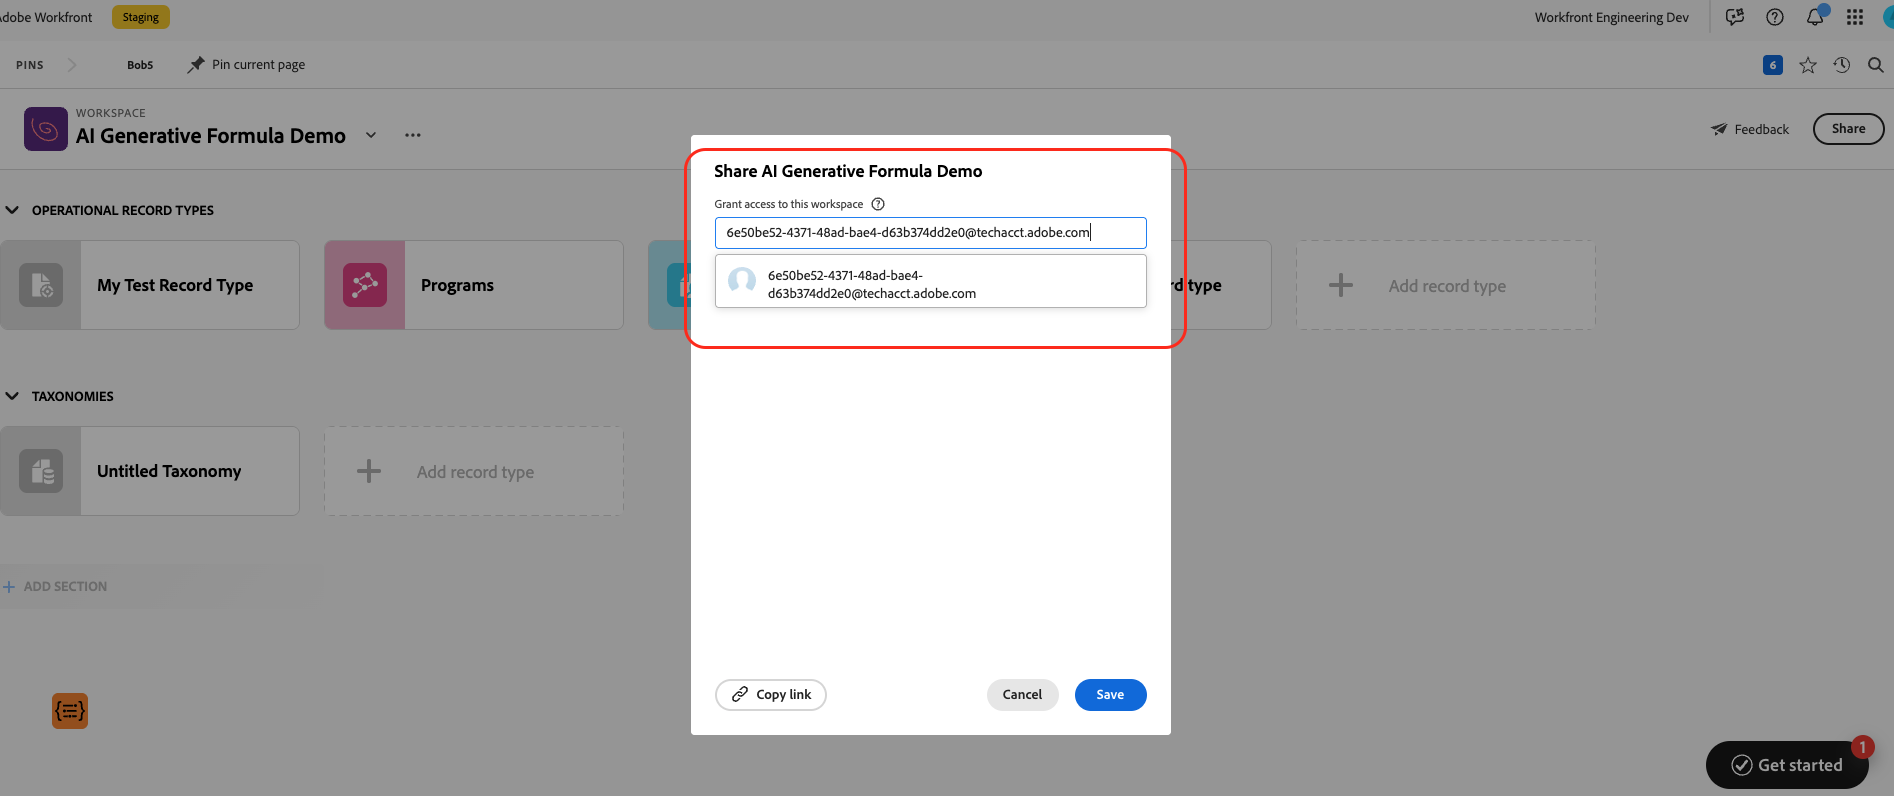 Adobe Workfront
Staging
Workfront Engineering Dev
PINS
Bob5
Pin current page
6
WORKSPACE
AI Generative Formula Demo
Feedback
Share
OPERATIONAL RECORD TYPES
My Test Record Type
Programs
rd type
Add record type
TAXONOMIES
Untitled Taxonomy
Add record type
ADD SECTION
Share AI Generative Formula Demo
Grant access to this workspace
6e50be52-4371-48ad-bae4-d63b374dd2e0@techacct.adobe.com
6e50be52-4371-48ad-bae4-
d63b374dd2e0@techacct.adobe.com
Copy link
Cancel
Save
1
Get started